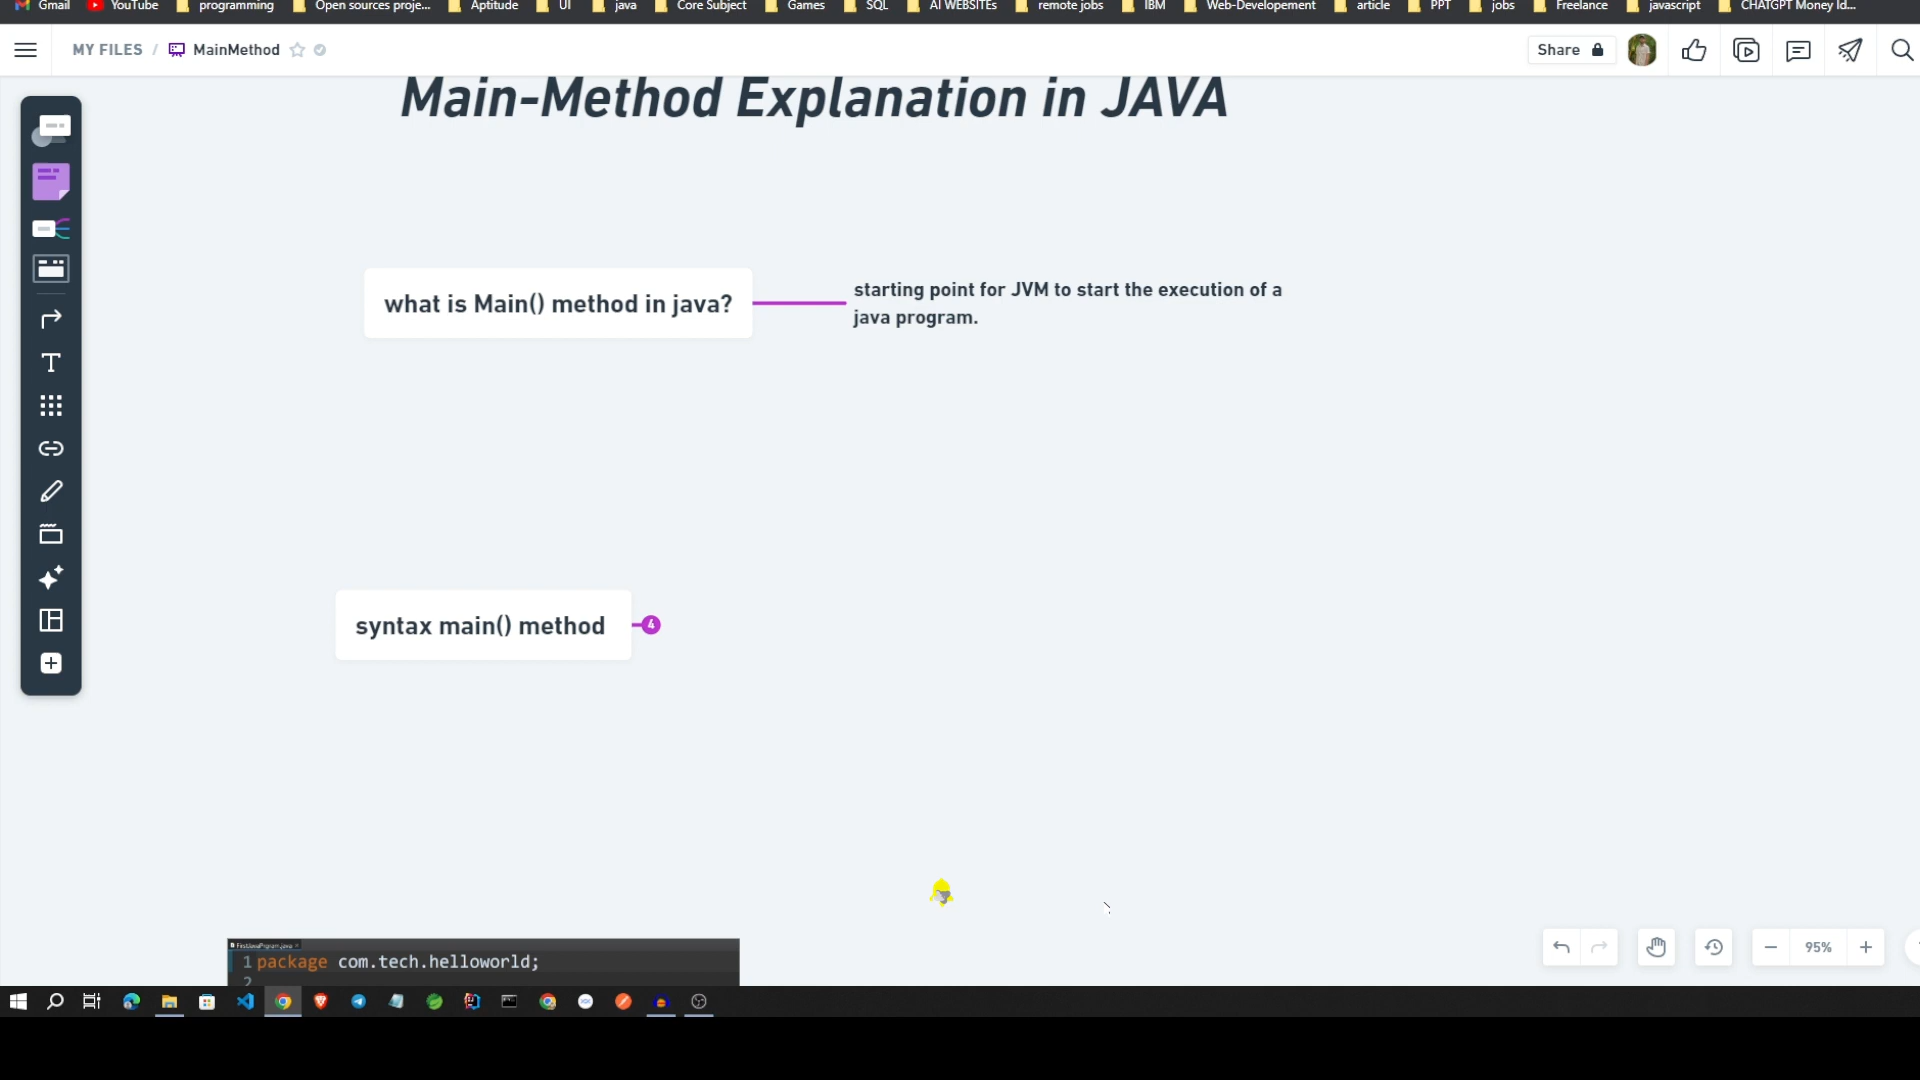 Gmail YouTube programming Open sources proje... Aptitude UI java Core Subject Games SQL AI WEBSITEs remote jobs IBM Web-Developement article PPT jobs Freelance javascript CHATGPT Money Id...
MY FILES / MainMethod Share
Main-Method Explanation in JAVA
what is Main() method in java?
starting point for JVM to start the execution of a
java program.
syntax main() method 4
FirstJavaProgram.java
1 package com.tech.helloworld;
2
95%